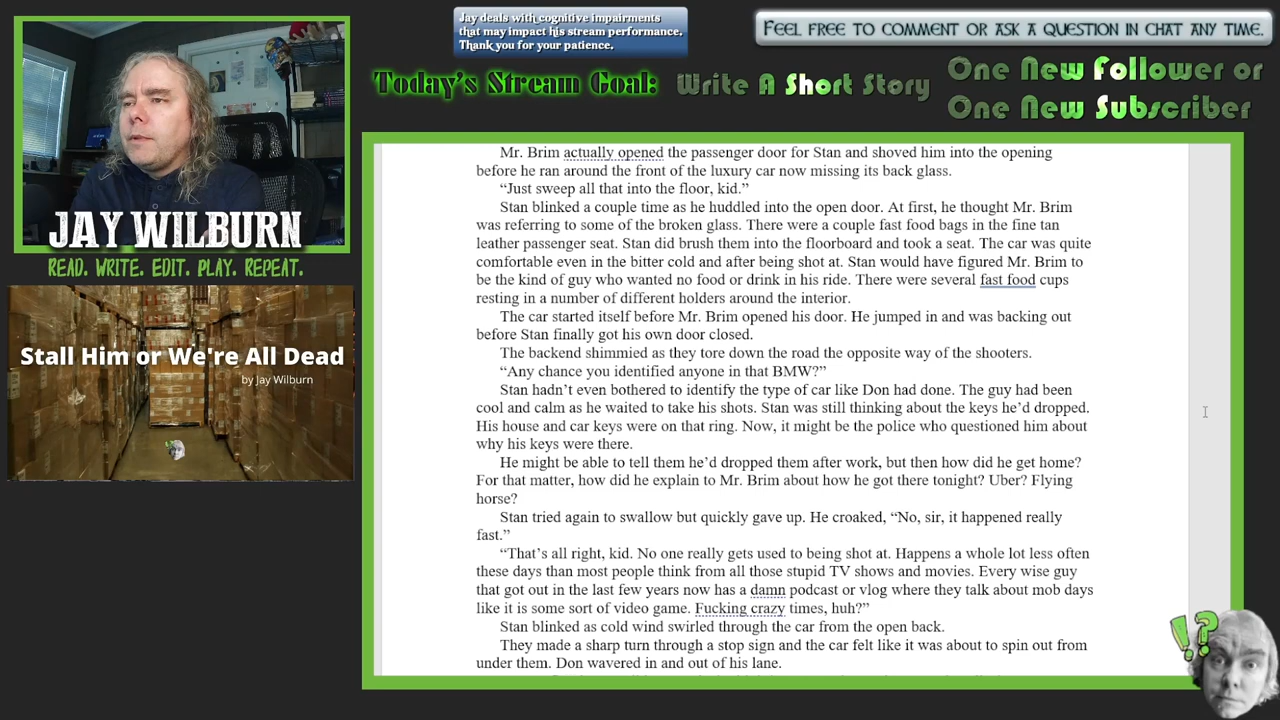 Jay deals with cognitive impairments
that may impact his stream performance.
Thank you for your patience.
Feel free to comment or ask a question in chat any time.
Today's Stream Goal:
Write A Short Story
One New Follower or
One New Subscriber
JAY WILBURN
READ. WRITE. EDIT. PLAY. REPEAT.
Stall Him or We're All Dead
by Jay Wilburn
Mr. Brim actually opened the passenger door for Stan and shoved him into the opening
before he ran around the front of the luxury car now missing its back glass.
“Just sweep all that into the floor, kid.”
Stan blinked a couple time as he huddled into the open door. At first, he thought Mr. Brim
was referring to some of the broken glass. There were a couple fast food bags in the fine tan
leather passenger seat. Stan did brush them into the floorboard and took a seat. The car was quite
comfortable even in the bitter cold and after being shot at. Stan would have figured Mr. Brim to
be the kind of guy who wanted no food or drink in his ride. There were several fast food cups
resting in a number of different holders around the interior.
The car started itself before Mr. Brim opened his door. He jumped in and was backing out
before Stan finally got his own door closed.
The backend shimmied as they tore down the road the opposite way of the shooters.
“Any chance you identified anyone in that BMW?”
Stan hadn’t even bothered to identify the type of car like Don had done. The guy had been
cool and calm as he waited to take his shots. Stan was still thinking about the keys he’d dropped.
His house and car keys were on that ring. Now, it might be the police who questioned him about
why his keys were there.
He might be able to tell them he’d dropped them after work, but then how did he get home?
For that matter, how did he explain to Mr. Brim about how he got there tonight? Uber? Flying
horse?
Stan tried again to swallow but quickly gave up. He croaked, “No, sir, it happened really
fast.”
“That’s all right, kid. No one really gets used to being shot at. Happens a whole lot less often
these days than most people think from all those stupid TV shows and movies. Every wise guy
that got out in the last few years now has a damn podcast or vlog where they talk about mob days
like it is some sort of video game. Fucking crazy times, huh?”
Stan blinked as cold wind swirled through the car from the open back.
They made a sharp turn through a stop sign and the car felt like it was about to spin out from
under them. Don wavered in and out of his lane.
!?